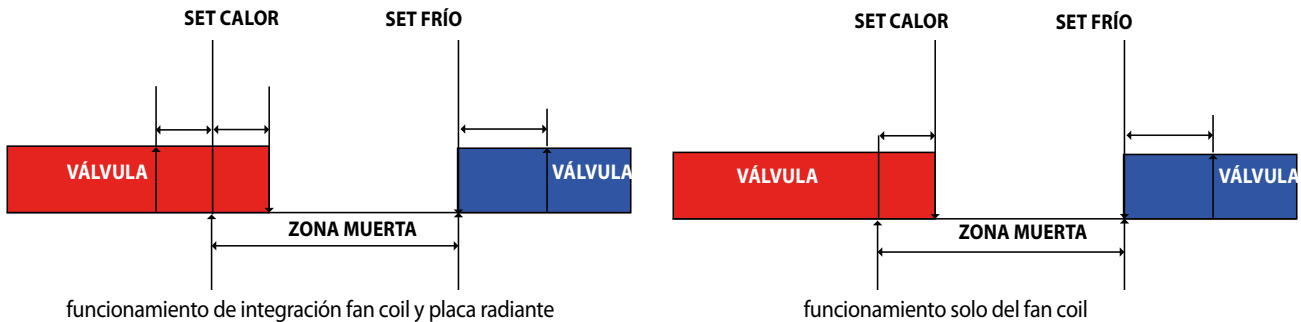 SET CALOR
SET FRÍO
VÁLVULA
VÁLVULA
ZONA MUERTA
funcionamiento de integración fan coil y placa radiante
SET CALOR
SET FRÍO
VÁLVULA
VÁLVULA
ZONA MUERTA
funcionamiento solo del fan coil